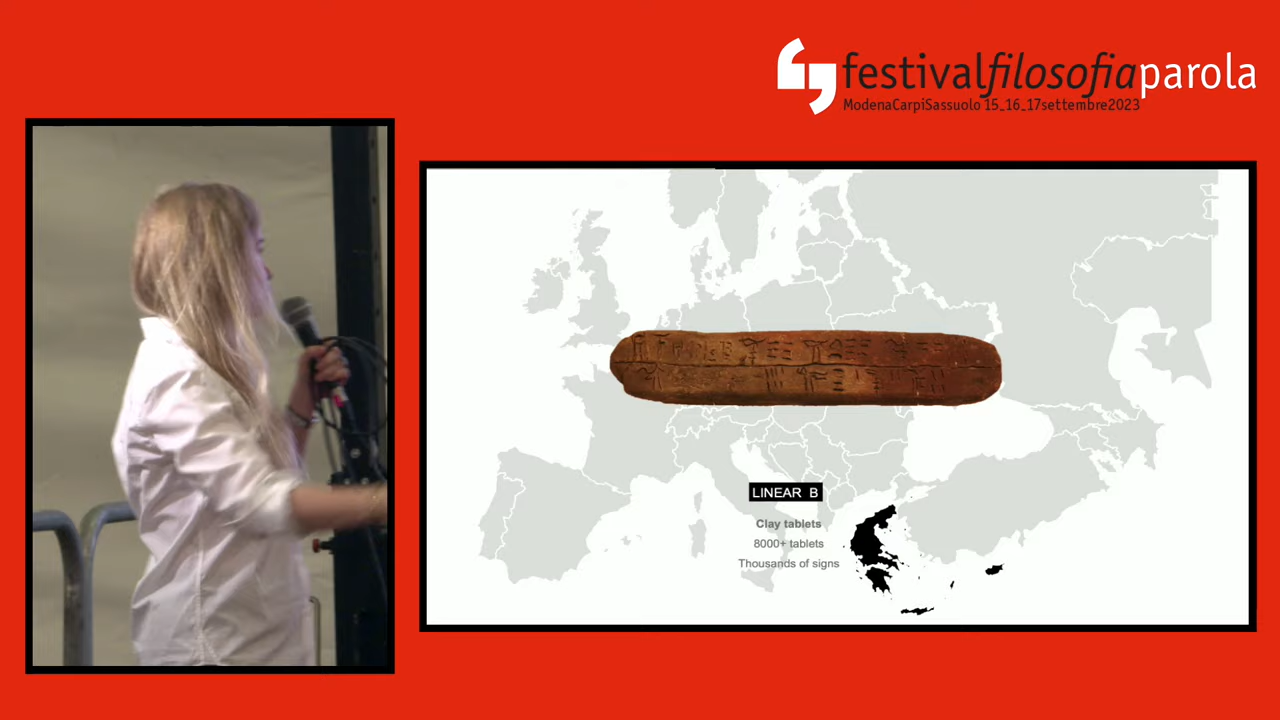 festivalfilosofiaparola
ModenaCarpiSassuolo 15_16_17settembre2023
LINEAR B
Clay tablets
8000+ tablets
Thousands of signs